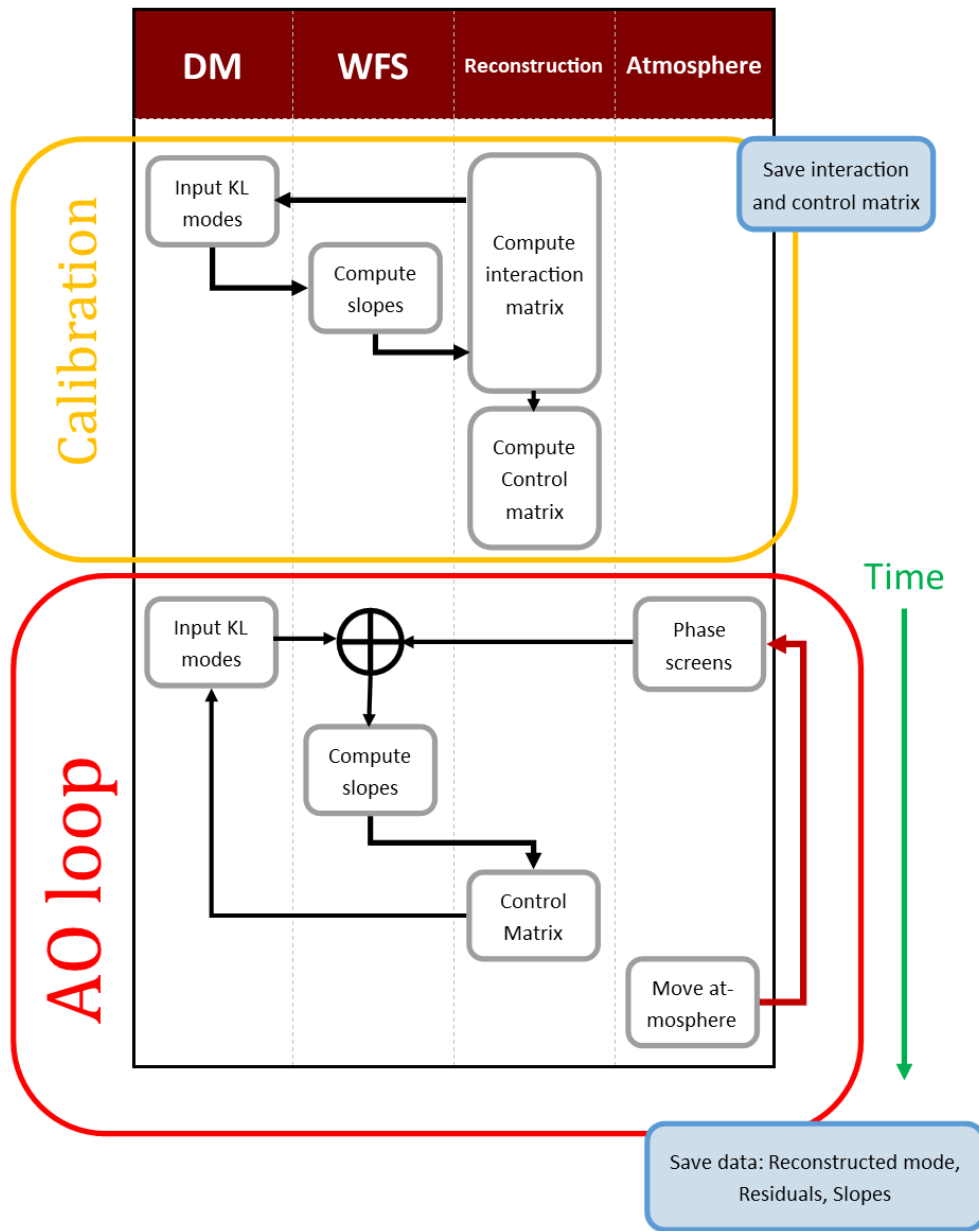 DM
WFS
Reconstruction
Atmosphere
Calibration
Input KL
modes
Compute
slopes
Compute
interaction
matrix
Compute
Control
matrix
Save interaction
and control matrix
Time
AO loop
Input KL
modes
Phase
screens
Compute
slopes
Control
Matrix
Move at-
mosphere
Save data: Reconstructed mode,
Residuals, Slopes